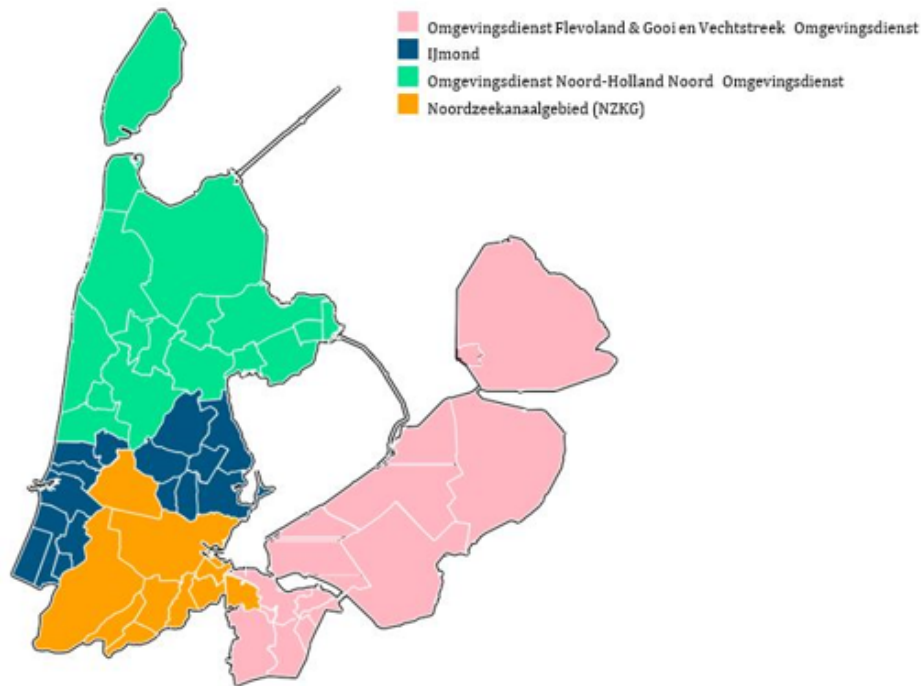 Omgevingsdienst Flevoland & Gooi en Vechtstreek Omgevingsdienst
IJmond
Omgevingsdienst Noord-Holland Noord Omgevingsdienst
Noordzeekanaalgebied (NZKG)